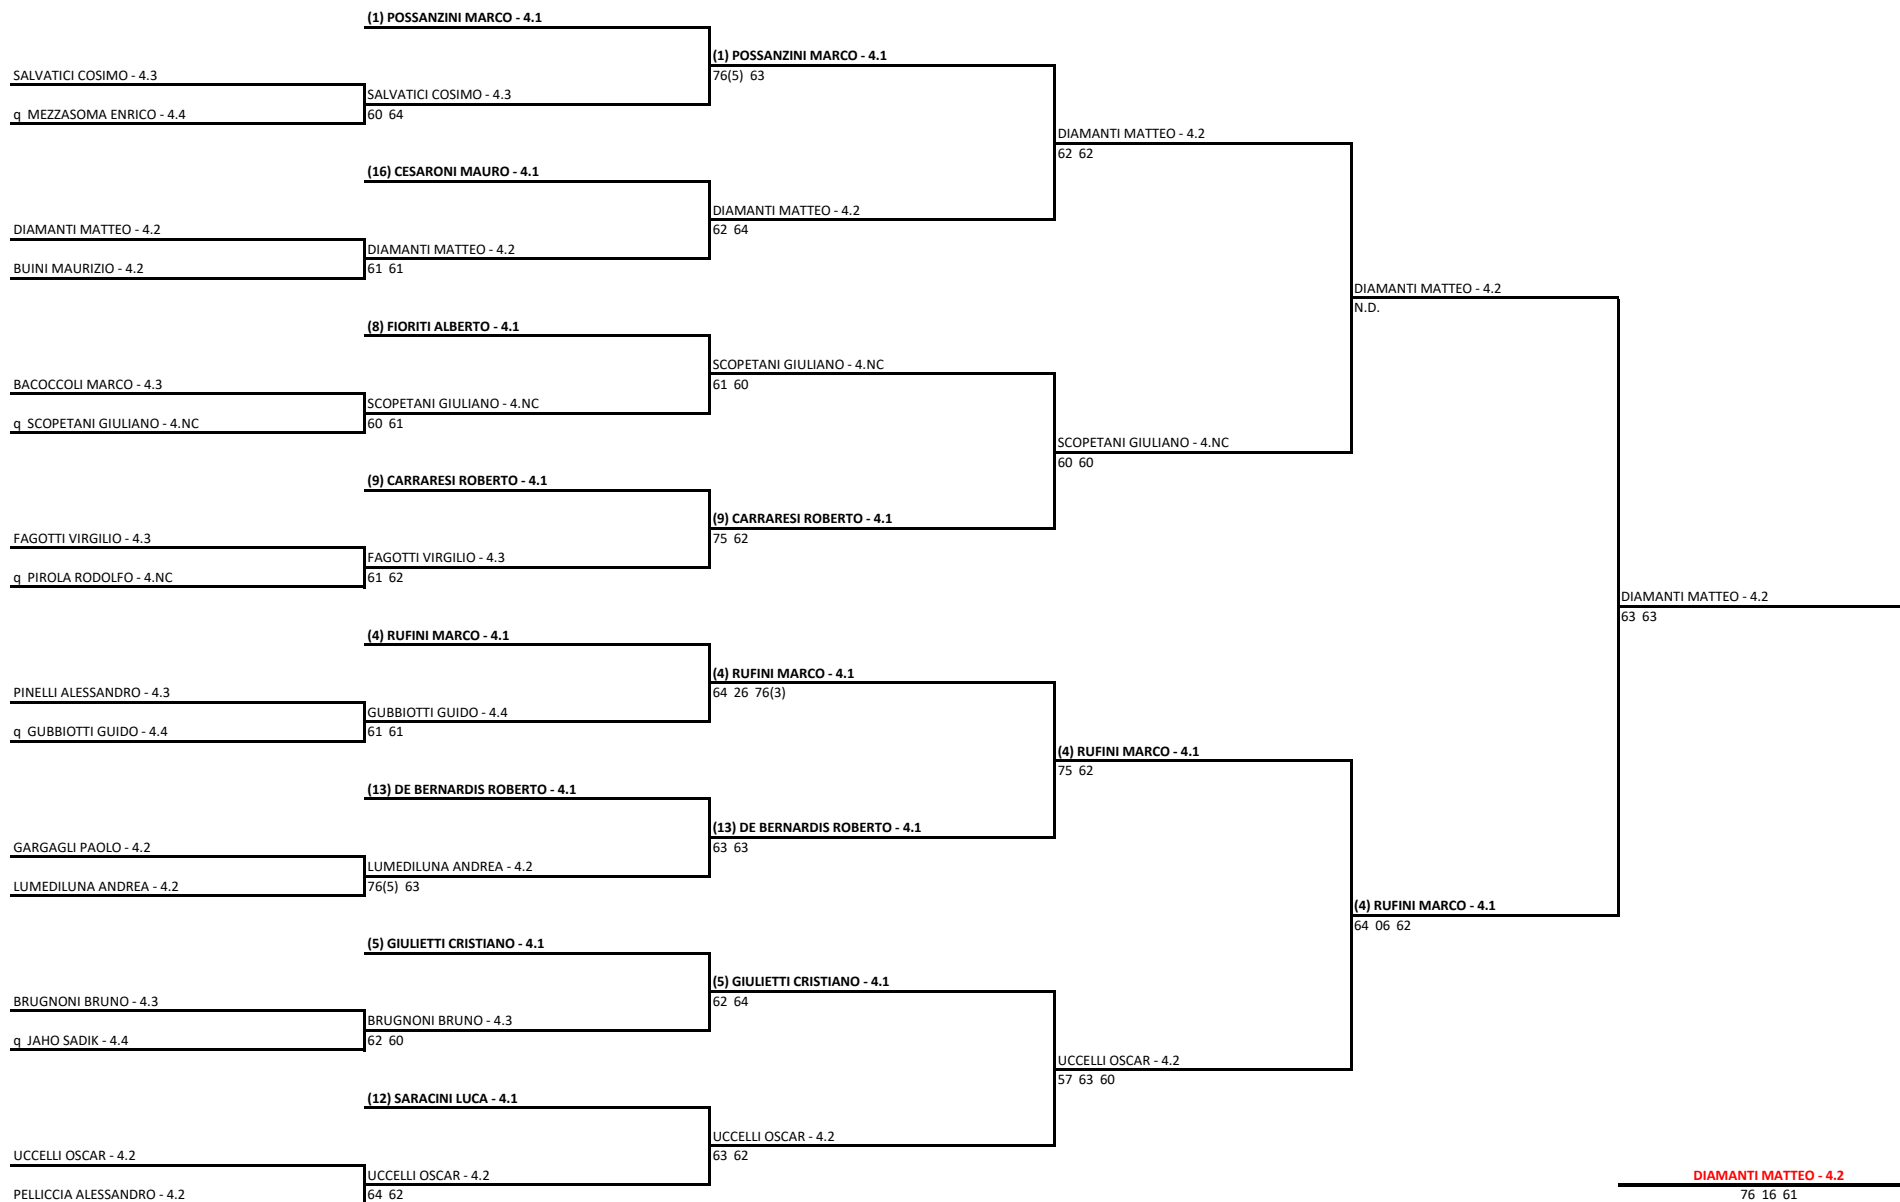 (1) POSSANZINI MARCO - 4.1
(1) POSSANZINI MARCO - 4.1
SALVATICI COSIMO - 4.3
76(5) 63
SALVATICI COSIMO - 4.3
q MEZZASOMA ENRICO - 4.4
60 64
DIAMANTI MATTEO - 4.2
62 62
(16) CESARONI MAURO - 4.1
DIAMANTI MATTEO - 4.2
DIAMANTI MATTEO - 4.2
62 64
DIAMANTI MATTEO - 4.2
BUINI MAURIZIO - 4.2
61 61
DIAMANTI MATTEO - 4.2
N.D.
(8) FIORITI ALBERTO - 4.1
SCOPETANI GIULIANO - 4.NC
BACOCCOLI MARCO - 4.3
61 60
SCOPETANI GIULIANO - 4.NC
q SCOPETANI GIULIANO - 4.NC
60 61
SCOPETANI GIULIANO - 4.NC
60 60
(9) CARRARESI ROBERTO - 4.1
(9) CARRARESI ROBERTO - 4.1
FAGOTTI VIRGILIO - 4.3
75 62
FAGOTTI VIRGILIO - 4.3
q PIROLA RODOLFO - 4.NC
61 62
DIAMANTI MATTEO - 4.2
63 63
(4) RUFINI MARCO - 4.1
(4) RUFINI MARCO - 4.1
PINELLI ALESSANDRO - 4.3
64 26 76(3)
GUBBIOTTI GUIDO - 4.4
q GUBBIOTTI GUIDO - 4.4
61 61
(4) RUFINI MARCO - 4.1
75 62
(13) DE BERNARDIS ROBERTO - 4.1
(13) DE BERNARDIS ROBERTO - 4.1
GARGAGLI PAOLO - 4.2
63 63
LUMEDILUNA ANDREA - 4.2
LUMEDILUNA ANDREA - 4.2
76(5) 63
(4) RUFINI MARCO - 4.1
64 06 62
(5) GIULIETTI CRISTIANO - 4.1
(5) GIULIETTI CRISTIANO - 4.1
BRUGNONI BRUNO - 4.3
62 64
BRUGNONI BRUNO - 4.3
q JAHO SADIK - 4.4
62 60
UCCELLI OSCAR - 4.2
57 63 60
(12) SARACINI LUCA - 4.1
UCCELLI OSCAR - 4.2
UCCELLI OSCAR - 4.2
63 62
UCCELLI OSCAR - 4.2
DIAMANTI MATTEO - 4.2
PELLICCIA ALESSANDRO - 4.2
64 62
76 16 61